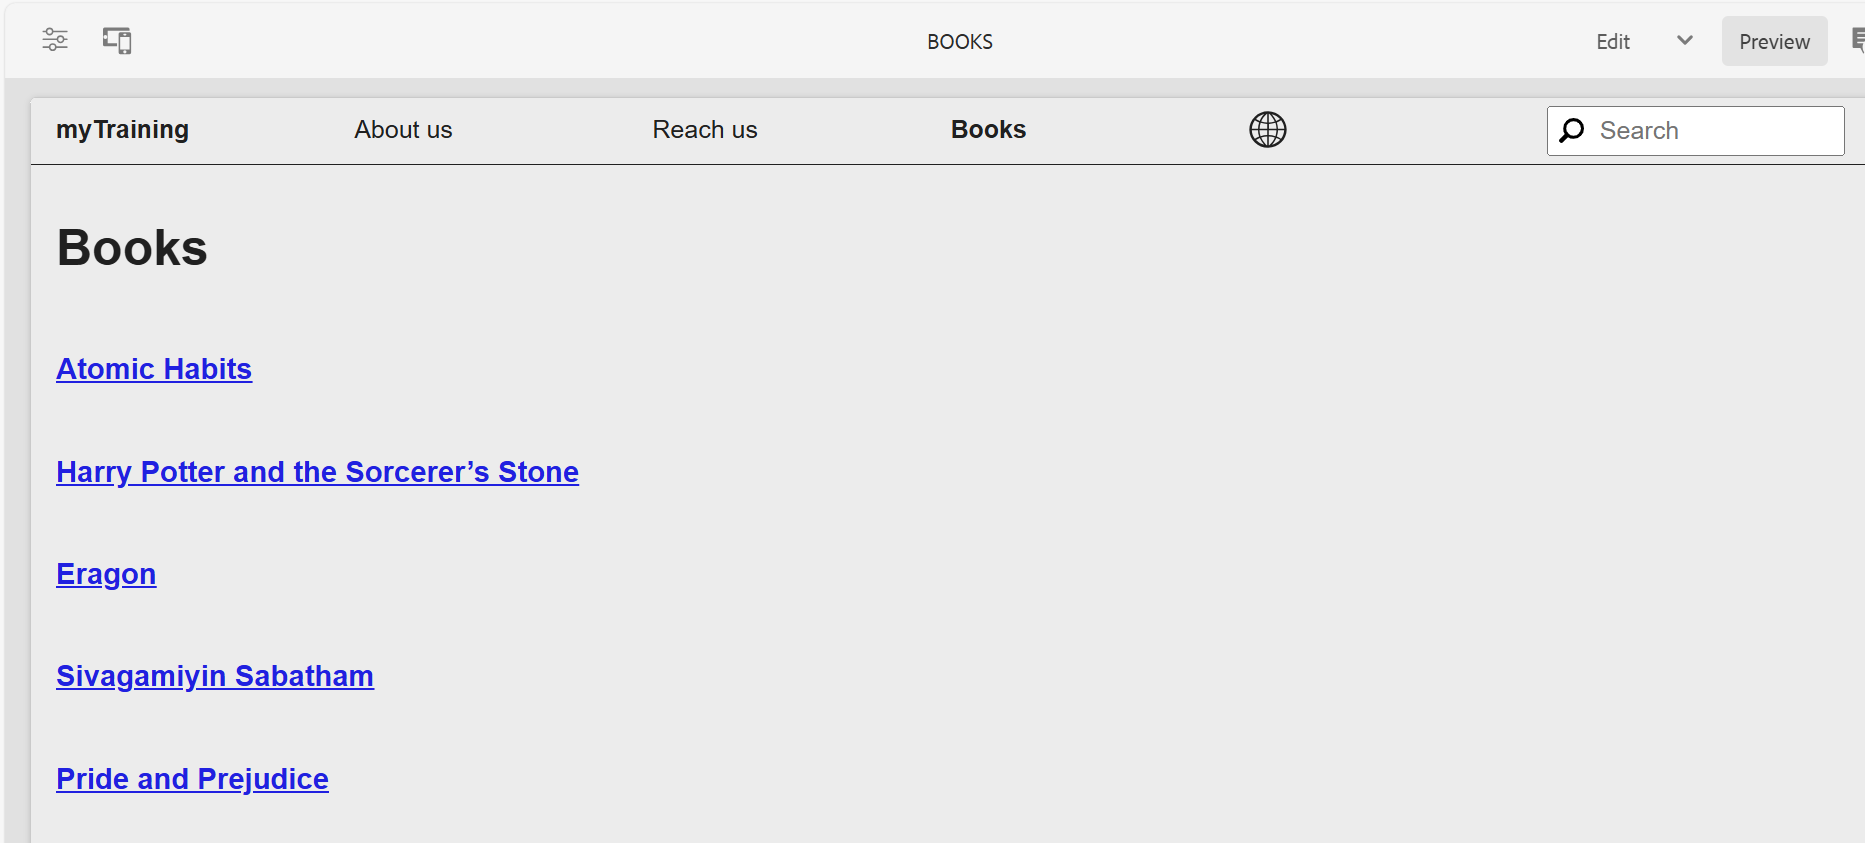 BOOKS
Edit
Preview
myTraining
About us
Reach us
Books
Search
Books
Atomic Habits
Harry Potter and the Sorcerer’s Stone
Eragon
Sivagamiyin Sabatham
Pride and Prejudice